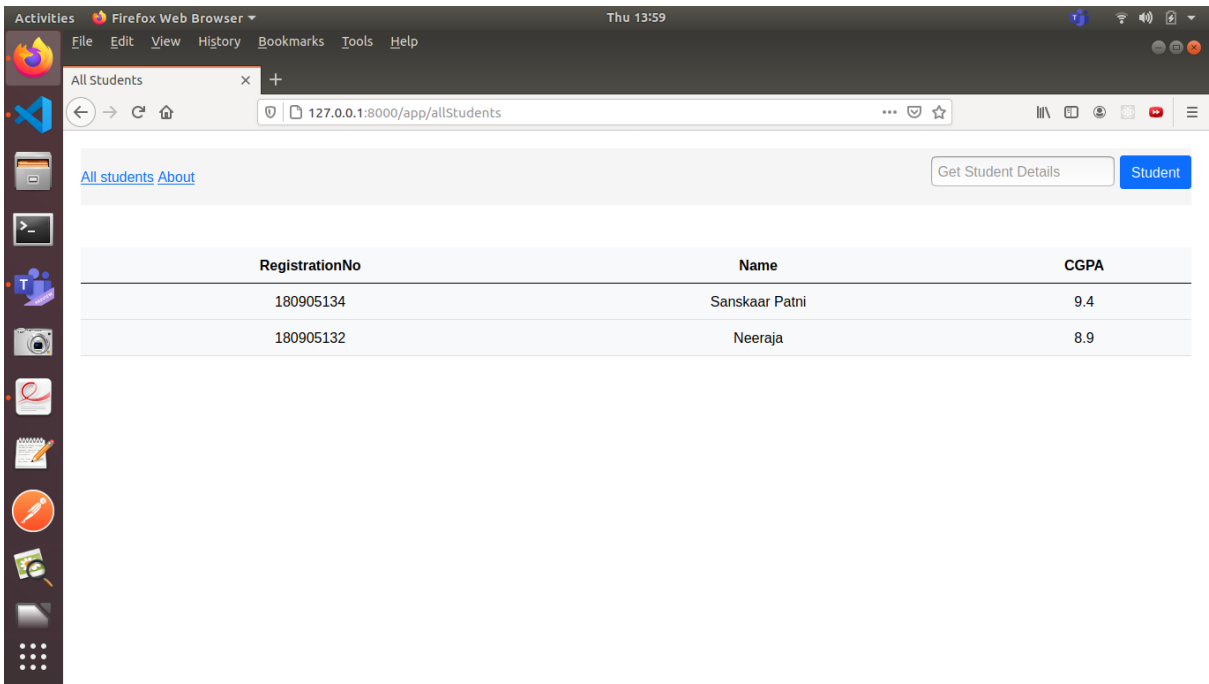 Activities Firefox Web Browser Thu 13:59
File Edit View History Bookmarks Tools Help
All Students
127.0.0.1:8000/app/allStudents
All students About Get Student Details Student
RegistrationNo Name CGPA
180905134 Sanskaar Patni 9.4
180905132 Neeraja 8.9